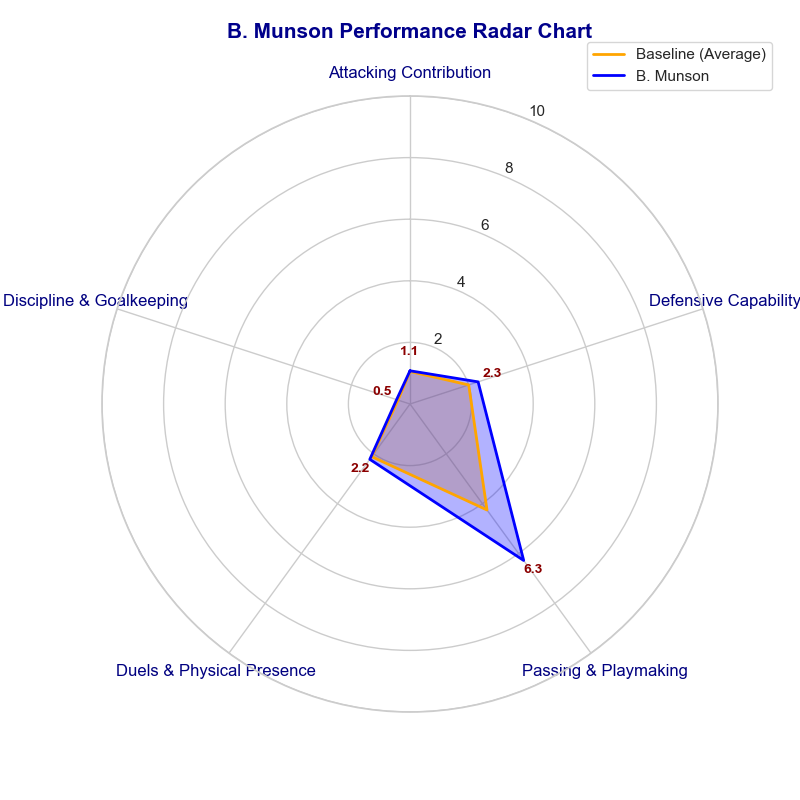 B. Munson Performance Radar Chart
Baseline (Average)
B. Munson
Attacking Contribution
10
8
6
4
2
Discipline & Goalkeeping
Defensive Capability
1.1
2.3
0.5
2.2
6.3
Duels & Physical Presence
Passing & Playmaking